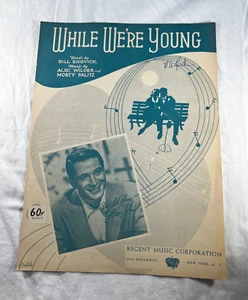 WHILE WE'RE YOUNG
Words by
BILL ENGVICK
Music by
ALEC WILDER and
MORTY PALITZ
60¢
REGENT MUSIC CORPORATION
BROADWAY
NEW YORK, N. Y.